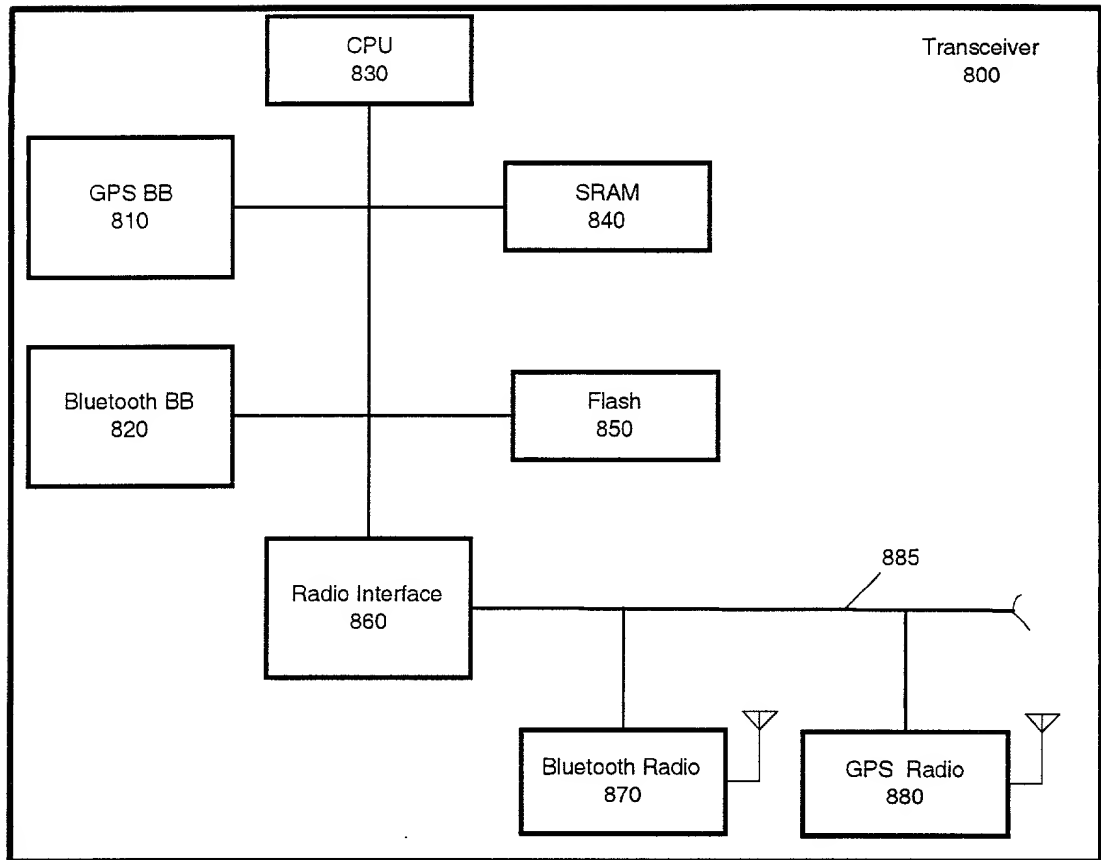 CPU
830
Transceiver
800
GPS BB
810
SRAM
840
Bluetooth BB
820
Flash
850
Radio Interface
860
885
Bluetooth Radio
870
GPS Radio
880